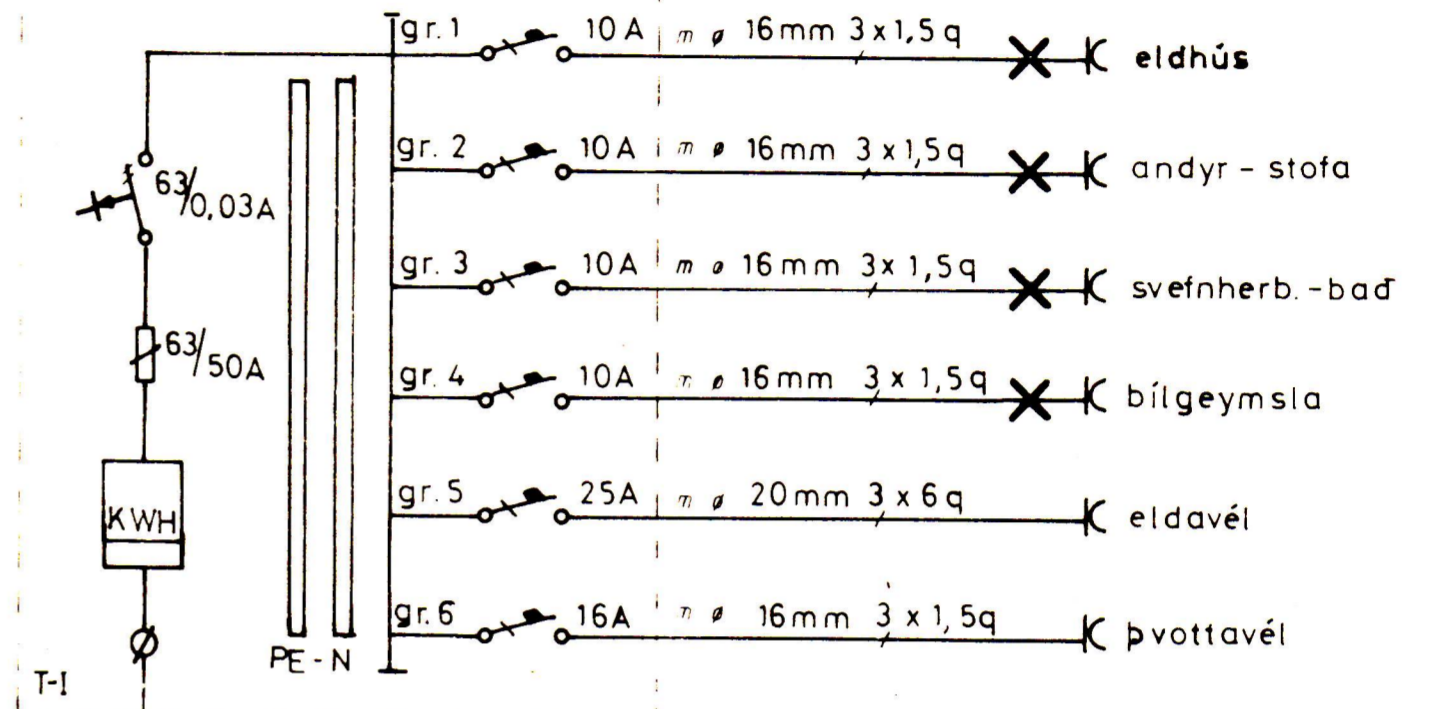 gr.1 10A m ø 16mm 3x1,5q eldhús
gr. 2 10A m ø 16mm 3x1,5q andyr - stofa
63/0,03A
gr. 3 10A m ø 16mm 3x1,5q svefnherb.-bað
63/50A
gr. 4 10A m ø 16mm 3x1,5q bílgeymsla
KWH
gr. 5 25A m ø 20mm 3x6q eldavél
gr. 6 16A m ø 16mm 3x1,5q þvottavél
PE-N
T-I